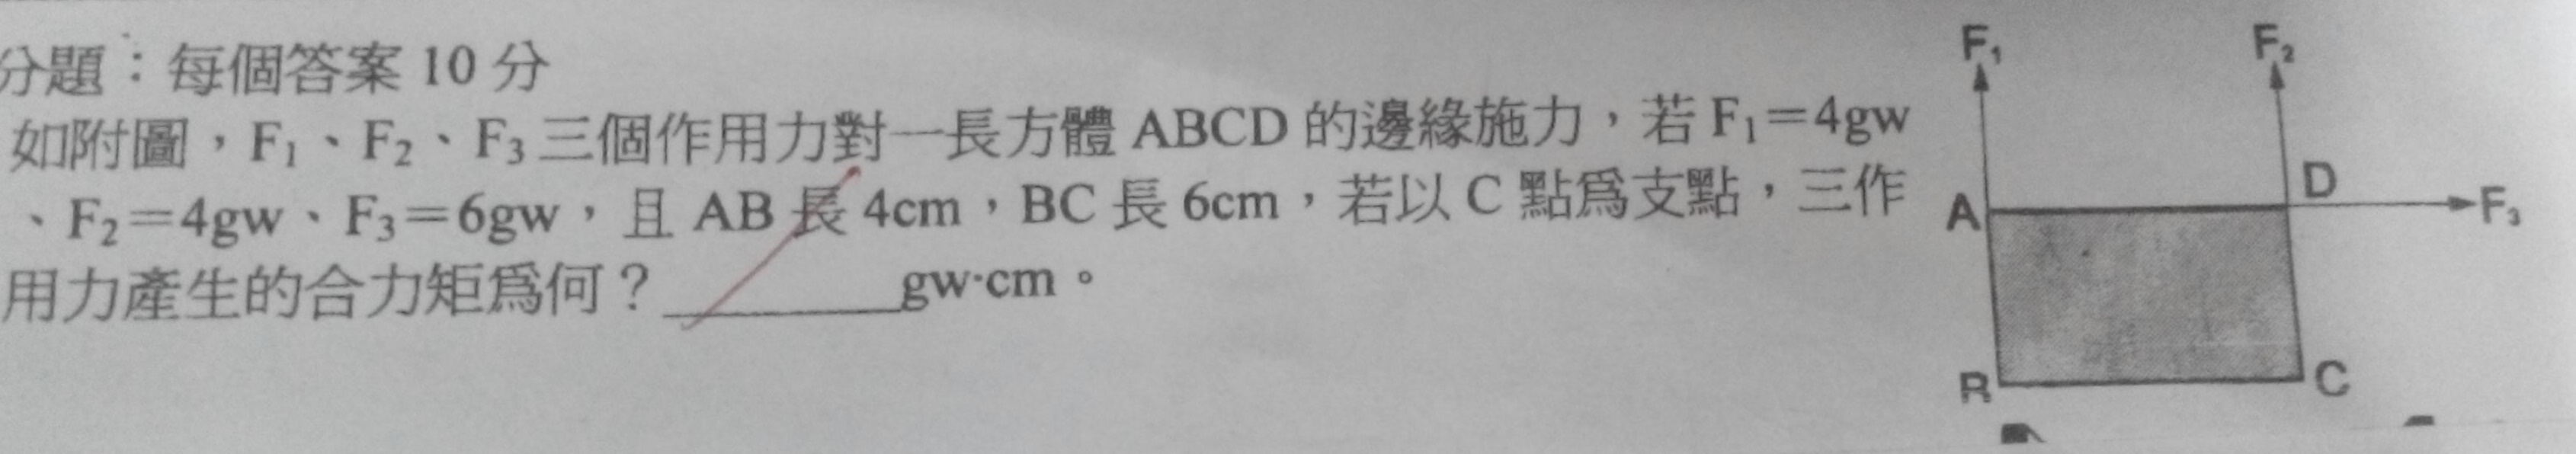 分題：每個答案 10 分
如附圖，F₁、F₂、F₃ 三個作用力對一長方體 ABCD 的邊緣施力，若 F₁＝4gw
、F₂＝4gw、F₃＝6gw，且 AB 長 4cm，BC 長 6cm，若以 C 點爲支點，三作
用力產生的合力矩爲何？________gw·cm。
F₁ F₂
D
A F₃
B C